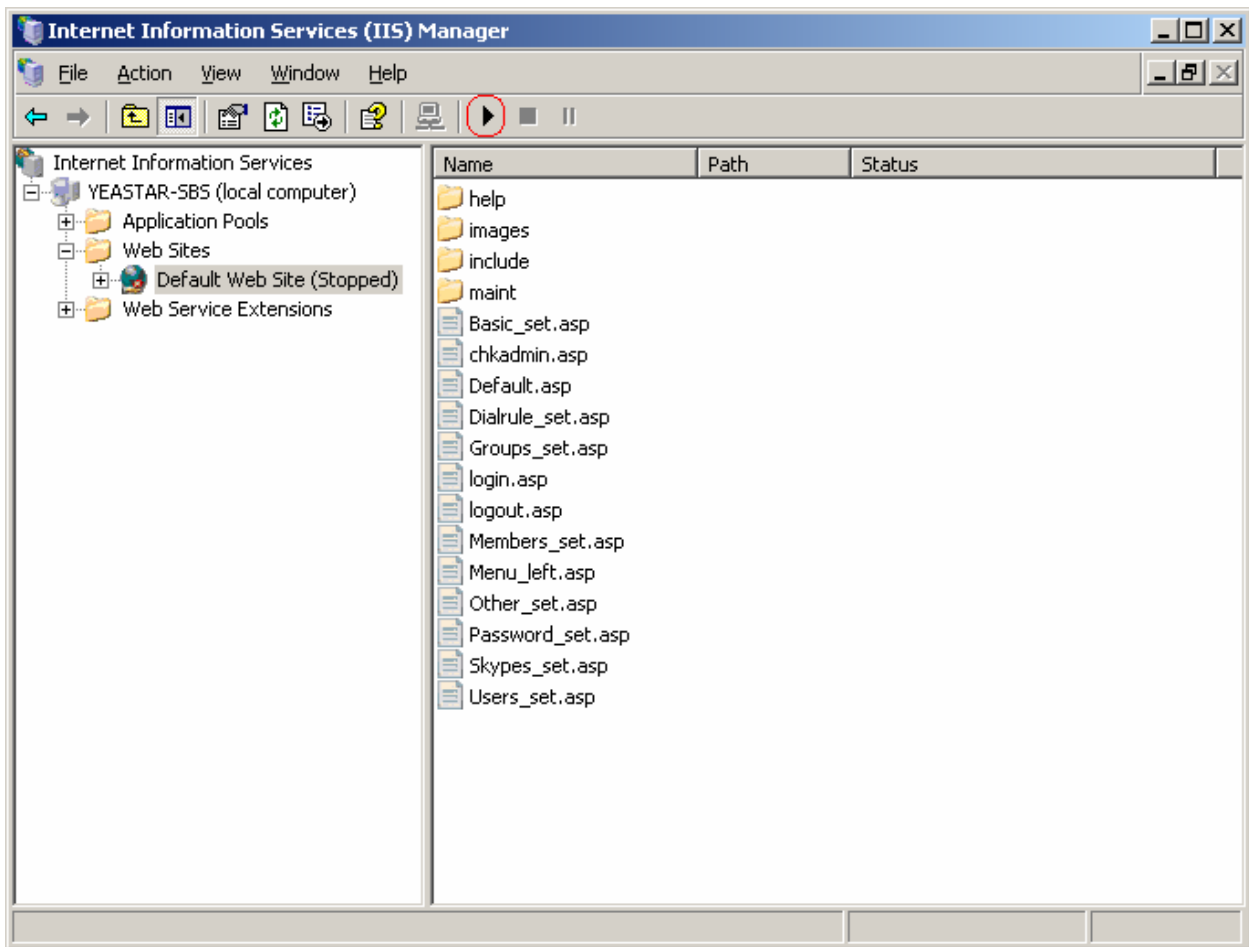 Internet Information Services (IIS) Manager
File Action View Window Help
Internet Information Services
YEASTAR-SBS (local computer)
Application Pools
Web Sites
Default Web Site (Stopped)
Web Service Extensions
Name Path Status
help
images
include
maint
Basic_set.asp
chkadmin.asp
Default.asp
Dialrule_set.asp
Groups_set.asp
login.asp
logout.asp
Members_set.asp
Menu_left.asp
Other_set.asp
Password_set.asp
Skypes_set.asp
Users_set.asp